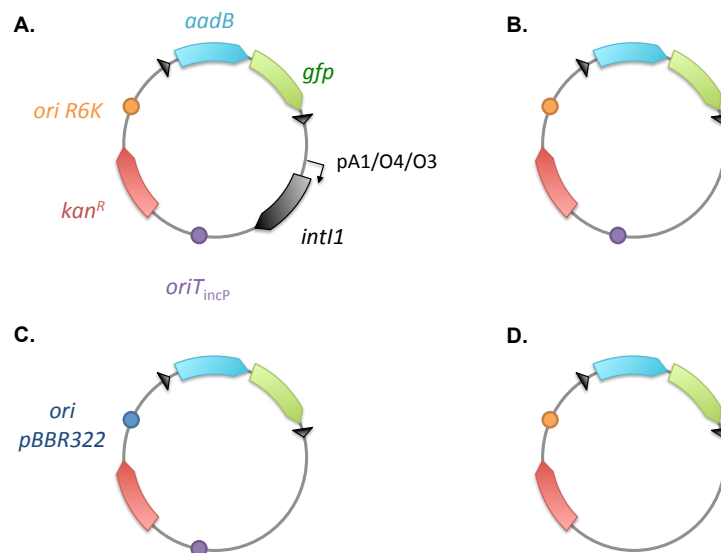 A.
aadB
B.
gfp
ori R6K
pA1/O4/O3
kanR
intI1
oriTincP
C.
D.
ori
pBBR322